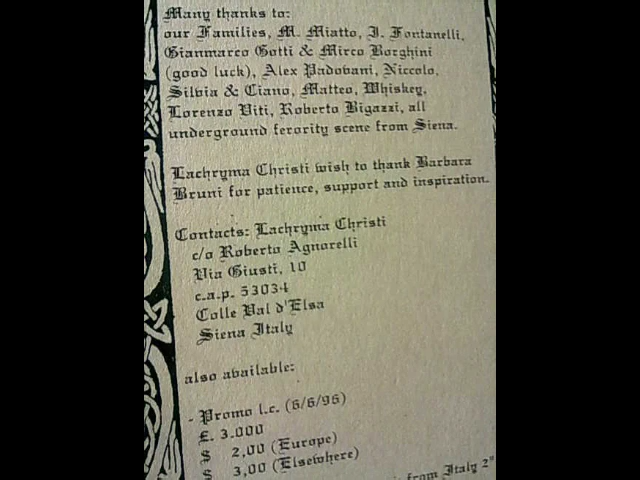 Many thanks to:
our Families, M. Miatto, I. Fontanelli,
Gianmarco Gotti & Mirco Borghini
(good luck), Alex Padovani, Niccolo,
Silvia & Ciano, Matteo, Whiskey,
Lorenzo Viti, Roberto Bigazzi, all
underground ferority scene from Siena.
Lachryma Christi wish to thank Barbara
Bruni for patience, support and inspiration.
Contacts: Lachryma Christi
c/o Roberto Agnorelli
Via Giusti, 10
c.a.p. 53034
Colle Val d'Elsa
Siena Italy
also available:
- Promo l.c. (6/6/96)
£. 3.000
$ 2,00 (Europe)
$ 3,00 (Elsewhere)
from Italy 2"